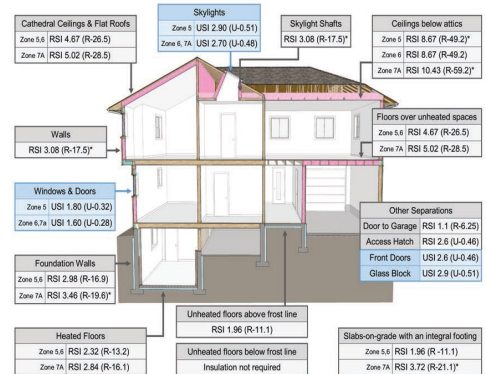 Cathedral Ceilings & Flat Roofs
Zone 5,6 RSI 4.67 (R-26.5)
Zone 7A RSI 5.02 (R-28.5)
Skylights
Zone 5 USI 2.90 (U-0.51)
Zone 6, 7A USI 2.70 (U-0.48)
Skylight Shafts
RSI 3.08 (R-17.5)*
Ceilings below attics
Zone 5 RSI 8.67 (R-49.2)*
Zone 6 RSI 8.67 (R-49.2)
Zone 7A RSI 10.43 (R-59.2)*
Walls
RSI 3.08 (R-17.5)*
Floors over unheated spaces
Zone 5,6 RSI 4.67 (R-26.5)
Zone 7A RSI 5.02 (R-28.5)
Windows & Doors
Zone 5 USI 1.80 (U-0.32)
Zone 6,7a USI 1.60 (U-0.28)
Other Separations
Door to Garage RSI 1.1 (R-6.25)
Access Hatch RSI 2.6 (U-0.46)
Front Doors USI 2.6 (U-0.46)
Glass Block USI 2.9 (U-0.51)
Foundation Walls
Zone 5,6 RSI 2.98 (R-16.9)
Zone 7A RSI 3.46 (R-19.6)*
Unheated floors above frost line
RSI 1.96 (R-11.1)
Heated Floors
Zone 5,6 RSI 2.32 (R-13.2)
Zone 7A RSI 2.84 (R-16.1)
Unheated floors below frost line
Insulation not required
Slabs-on-grade with an integral footing
Zone 5,6 RSI 1.96 (R -11.1)
Zone 7A RSI 3.72 (R-21.1)*